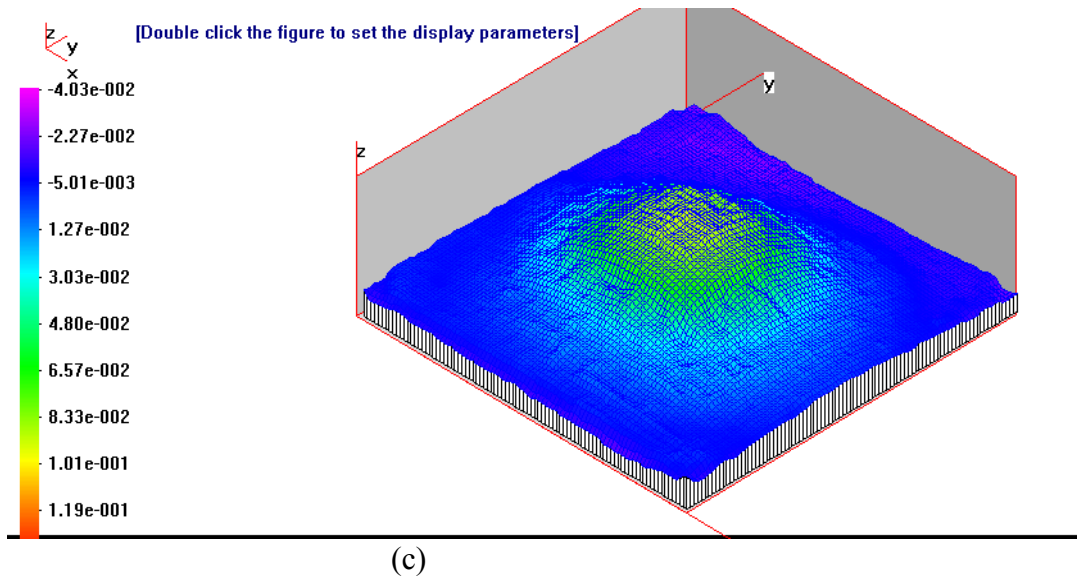 [Double click the figure to set the display parameters]
z
y
x
-4.03e-002
-2.27e-002
-5.01e-003
1.27e-002
3.03e-002
4.80e-002
6.57e-002
8.33e-002
1.01e-001
1.19e-001
y
z
(c)